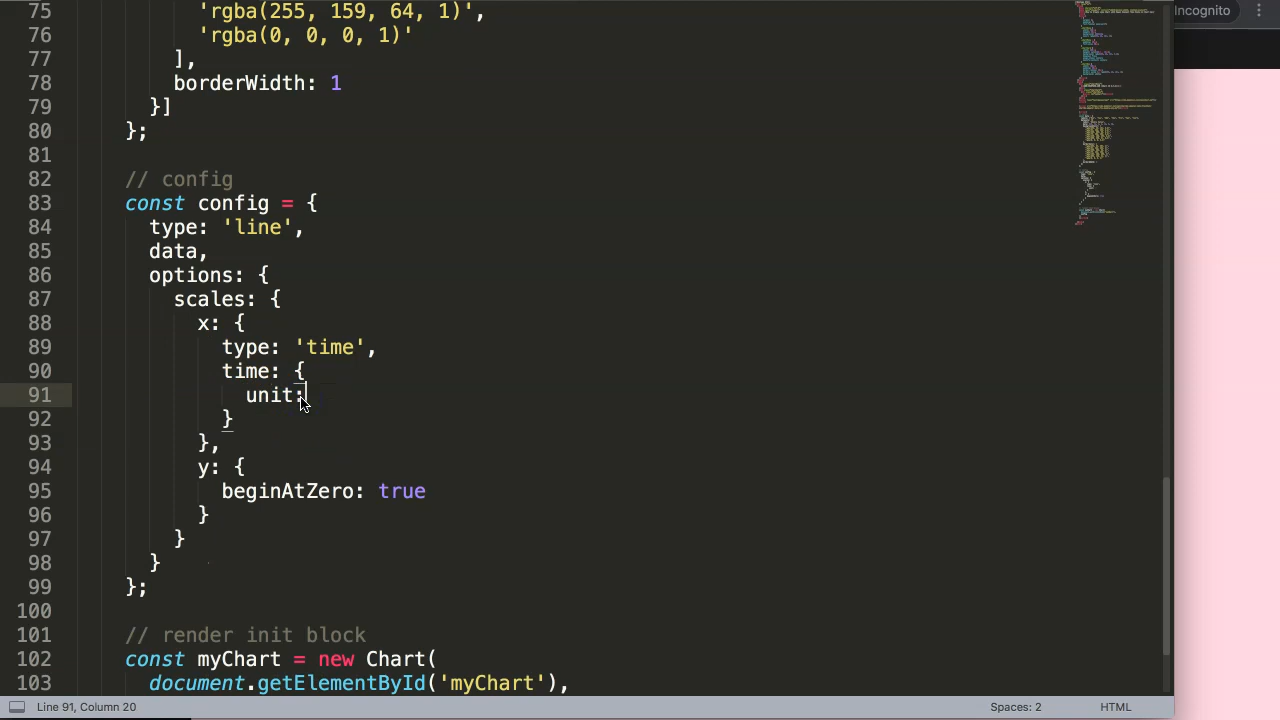 Incognito
75 'rgba(255, 159, 64, 1)',
76 'rgba(0, 0, 0, 1)'
77 ],
78 borderWidth: 1
79 }]
80 };
81
82 // config
83 const config = {
84 type: 'line',
85 data,
86 options: {
87 scales: {
88 x: {
89 type: 'time',
90 time: {
91 unit:
92 }
93 },
94 y: {
95 beginAtZero: true
96 }
97 }
98 }
99 };
100
101 // render init block
102 const myChart = new Chart(
103 document.getElementById('myChart'),
Line 91, Column 20 Spaces: 2 HTML